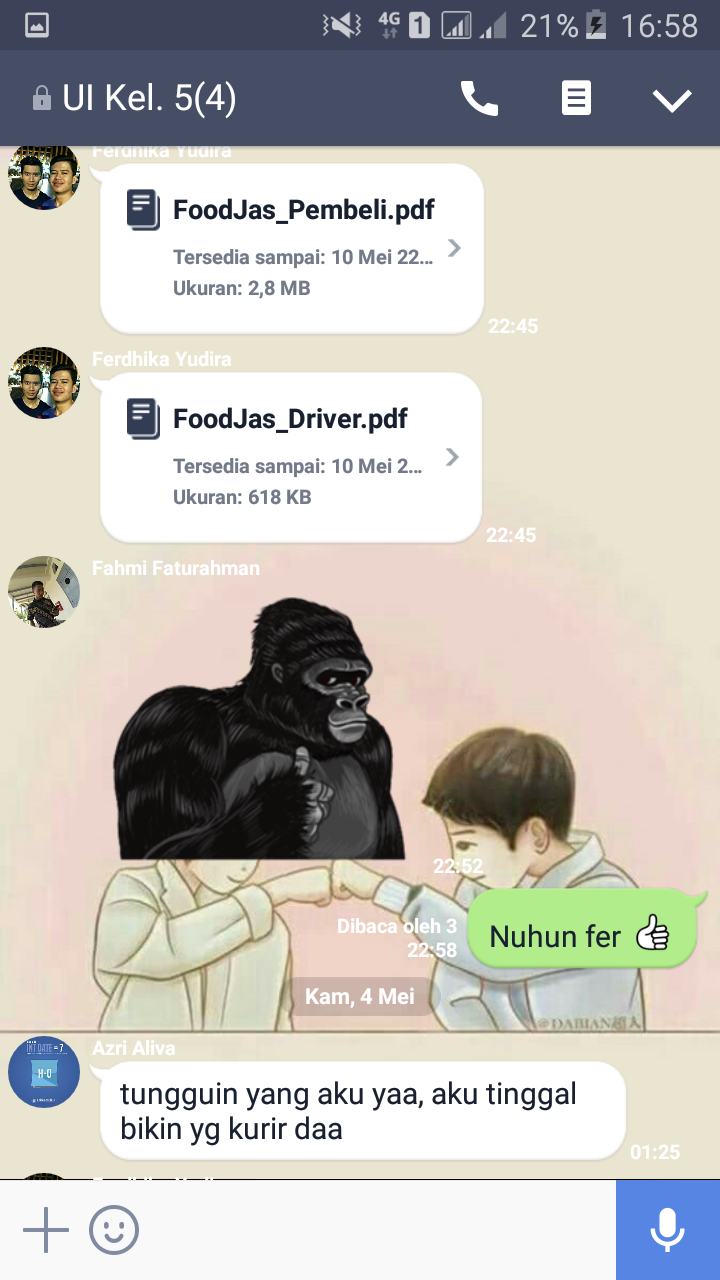 4G 1 21% 16:58
UI Kel. 5(4)
Ferdhika Yudira
FoodJas_Pembeli.pdf
Tersedia sampai: 10 Mei 22...
Ukuran: 2,8 MB
22:45
Ferdhika Yudira
FoodJas_Driver.pdf
Tersedia sampai: 10 Mei 2...
Ukuran: 618 KB
22:45
Fahmi Faturahman
22:52
Dibaca oleh 3
22:58
Nuhun fer
Kam, 4 Mei
Azri Aliva
H-0
tungguin yang aku yaa, aku tinggal
bikin yg kurir daa
01:25